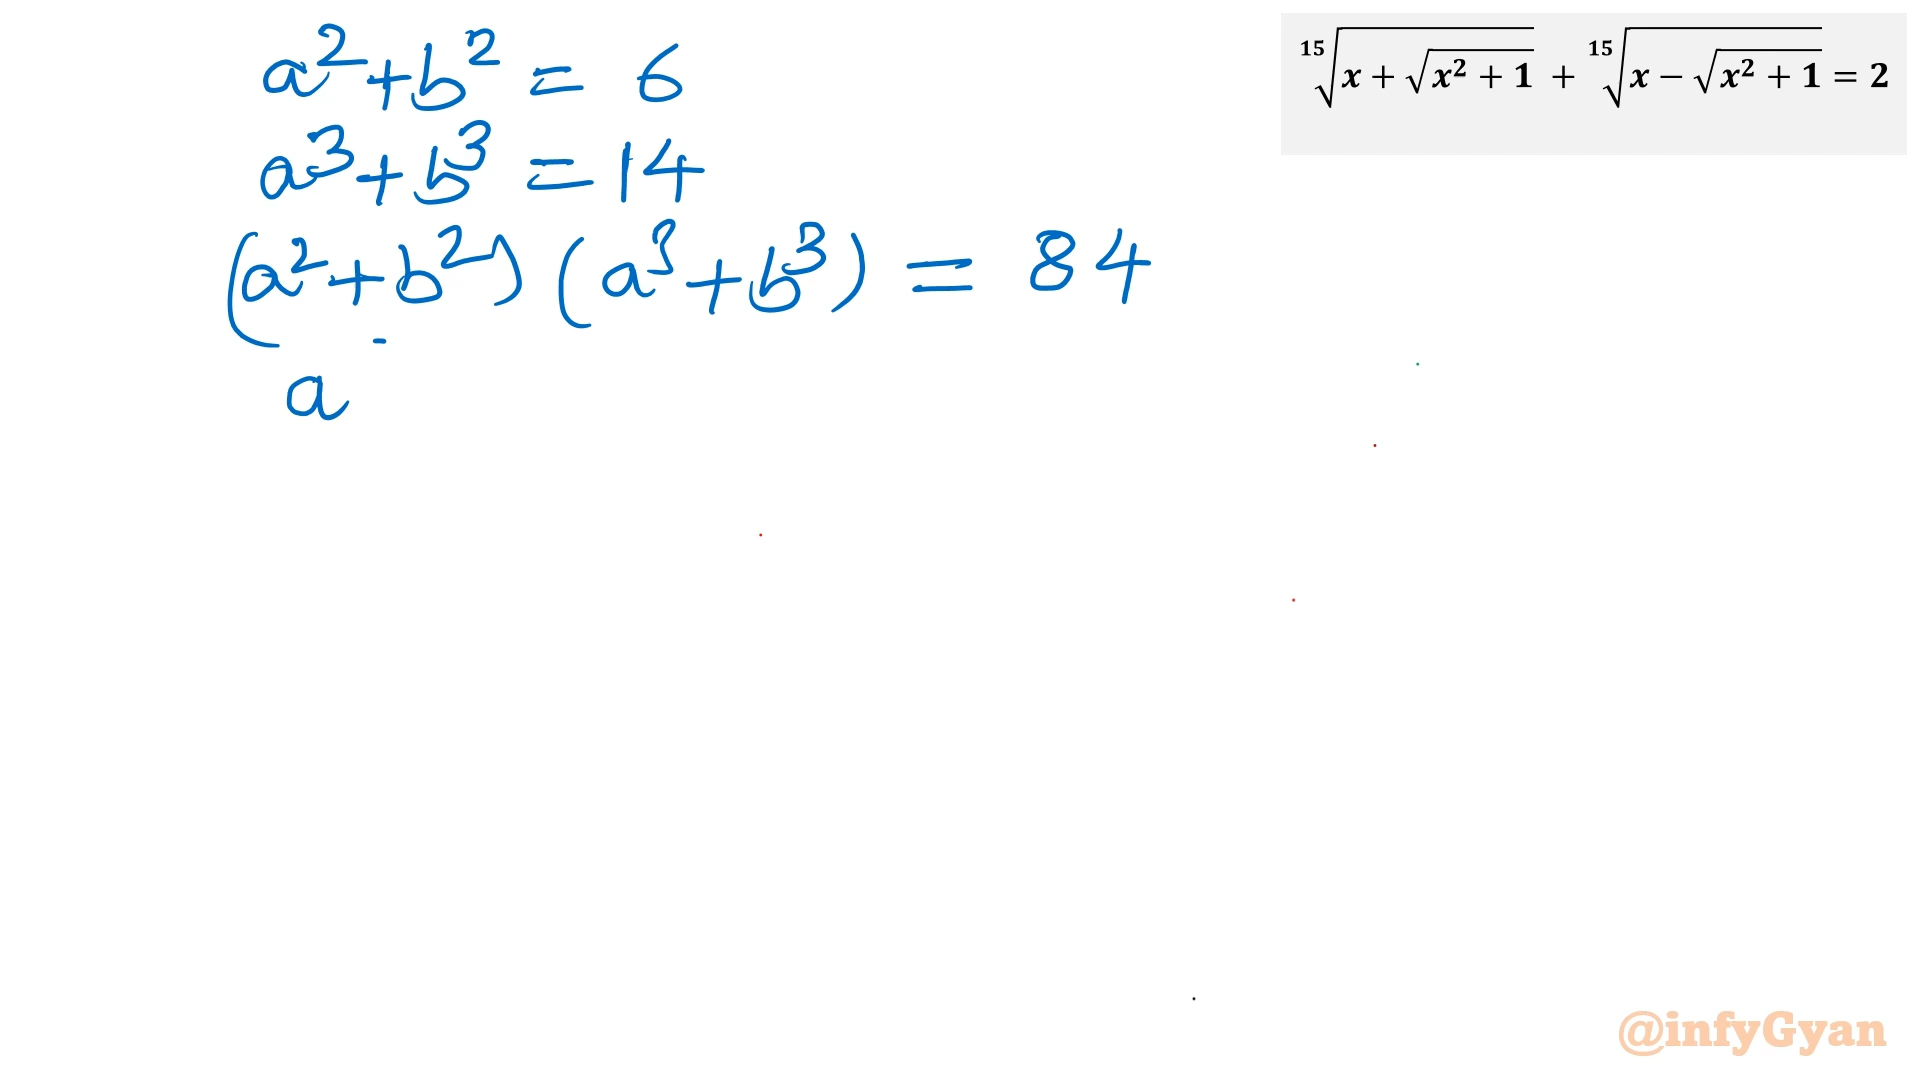 a² + b² = 6
¹⁵√(x + √(x² + 1)) + ¹⁵√(x − √(x² + 1)) = 2
a³ + b³ = 14
(a² + b²) (a³ + b³) = 84
a
@infyGyan